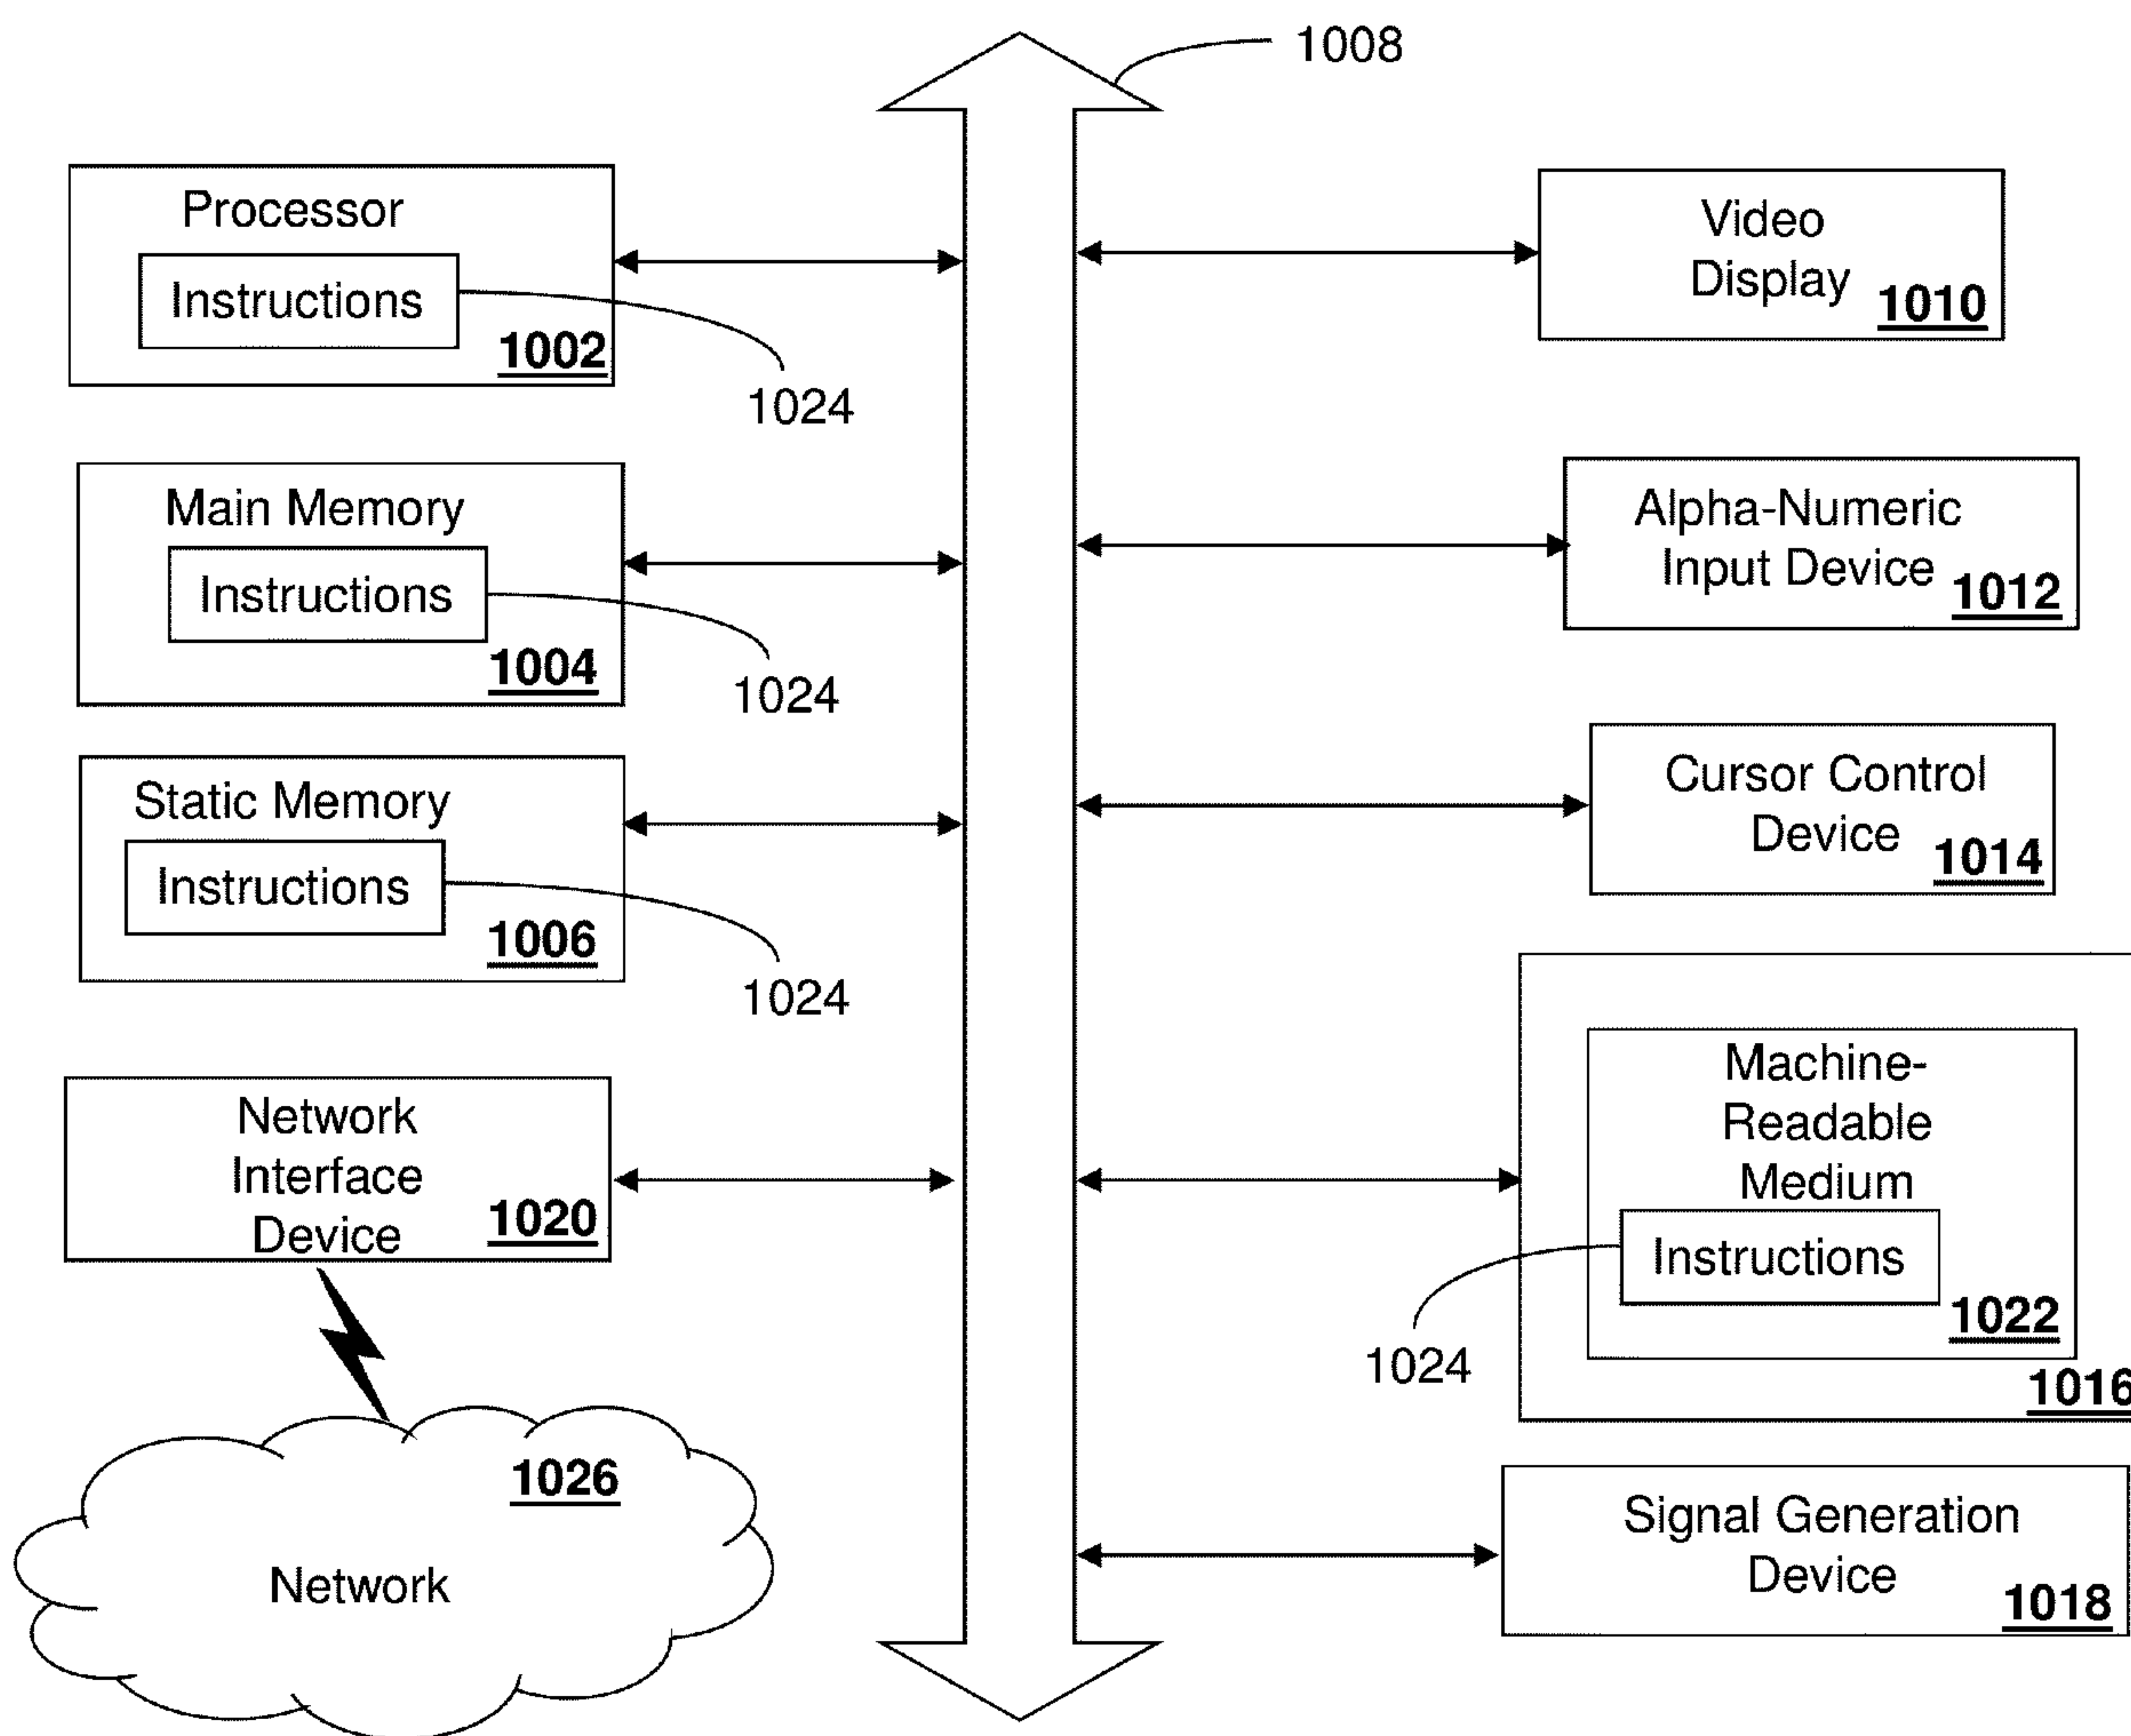 1008
Processor
Instructions
1002
1024
Main Memory
Instructions
1004
1024
Static Memory
Instructions
1006
1024
Network
Interface
Device
1020
1026
Network
Video
Display
1010
Alpha-Numeric
Input Device
1012
Cursor Control
Device
1014
Machine-
Readable
Medium
Instructions
1022
1024
1016
Signal Generation
Device
1018